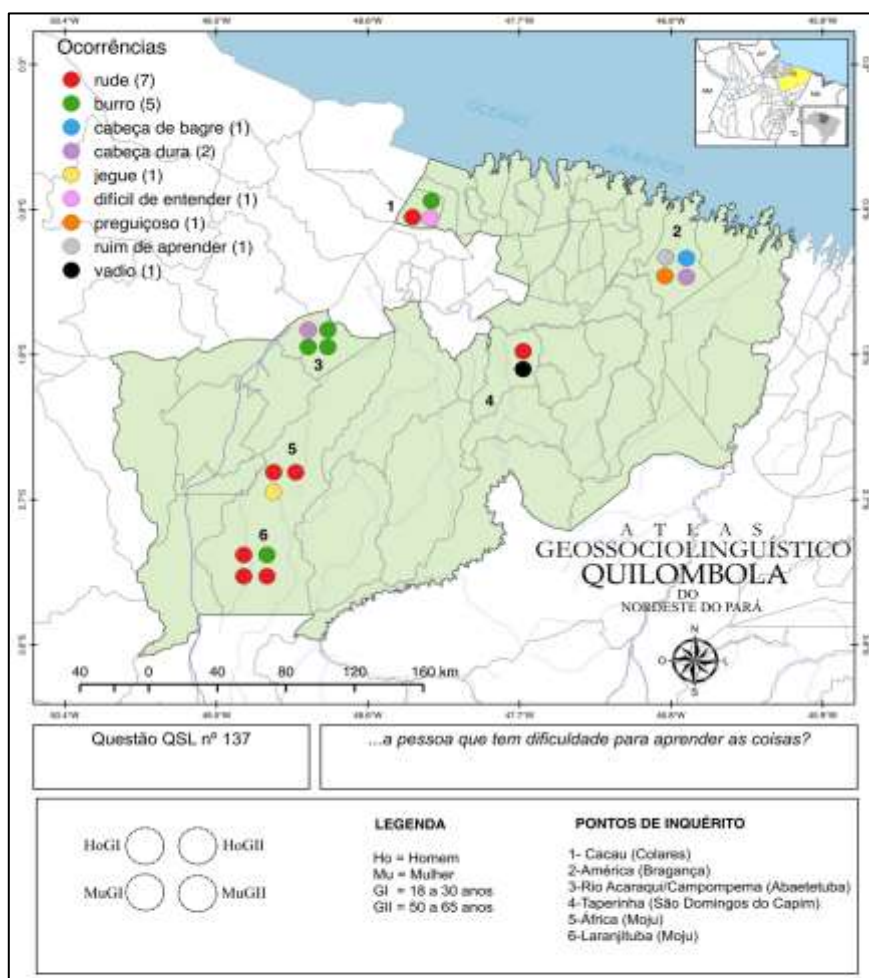 Ocorrências
rude (7)
burro (5)
cabeça de bagre (1)
cabeça dura (2)
jegue (1)
difícil de entender (1)
preguiçoso (1)
ruim de aprender (1)
vadio (1)
OCEANO
ATLÂNTICO
1
2
3
4
5
6
ATLAS
GEOSSOCIOLINGUÍSTICO
QUILOMBOLA
DO
NORDESTE DO PARÁ
N
O
L
S
40 0 40 80 120 160 km
Questão QSL nº 137
...a pessoa que tem dificuldade para aprender as coisas?
HoGI
HoGII
MuGI
MuGII
LEGENDA
Ho = Homem
Mu = Mulher
GI = 18 a 30 anos
GII = 50 a 65 anos
PONTOS DE INQUÉRITO
1- Cacau (Colares)
2-América (Bragança)
3-Rio Acaraqui/Campompema (Abaetetuba)
4-Taperinha (São Domingos do Capim)
5-África (Moju)
6-Laranjituba (Moju)